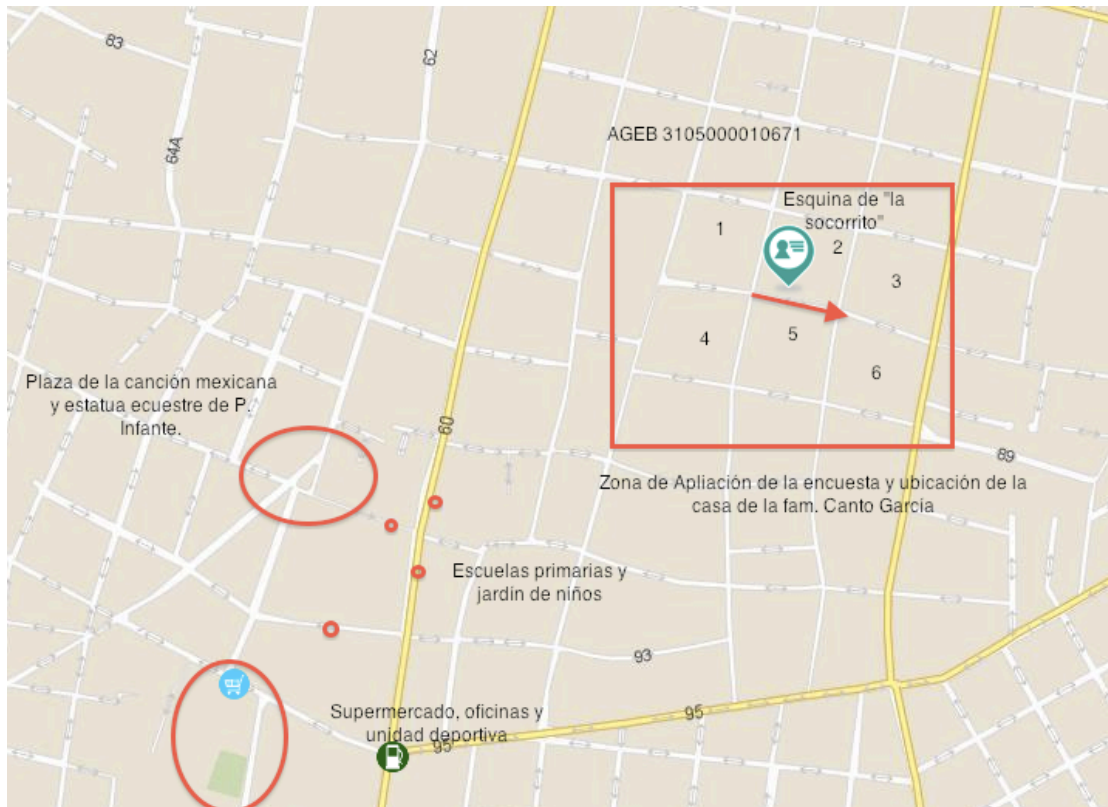 83
62
64A
AGEB 3105000010671
Esquina de "la
socorrito"
1
2
3
4
5
6
Plaza de la canción mexicana
y estatua ecuestre de P.
Infante.
60
89
Zona de Apliación de la encuesta y ubicación de la
casa de la fam. Canto García
Escuelas primarias y
jardín de niños
93
Supermercado, oficinas y
unidad deportiva
95
95